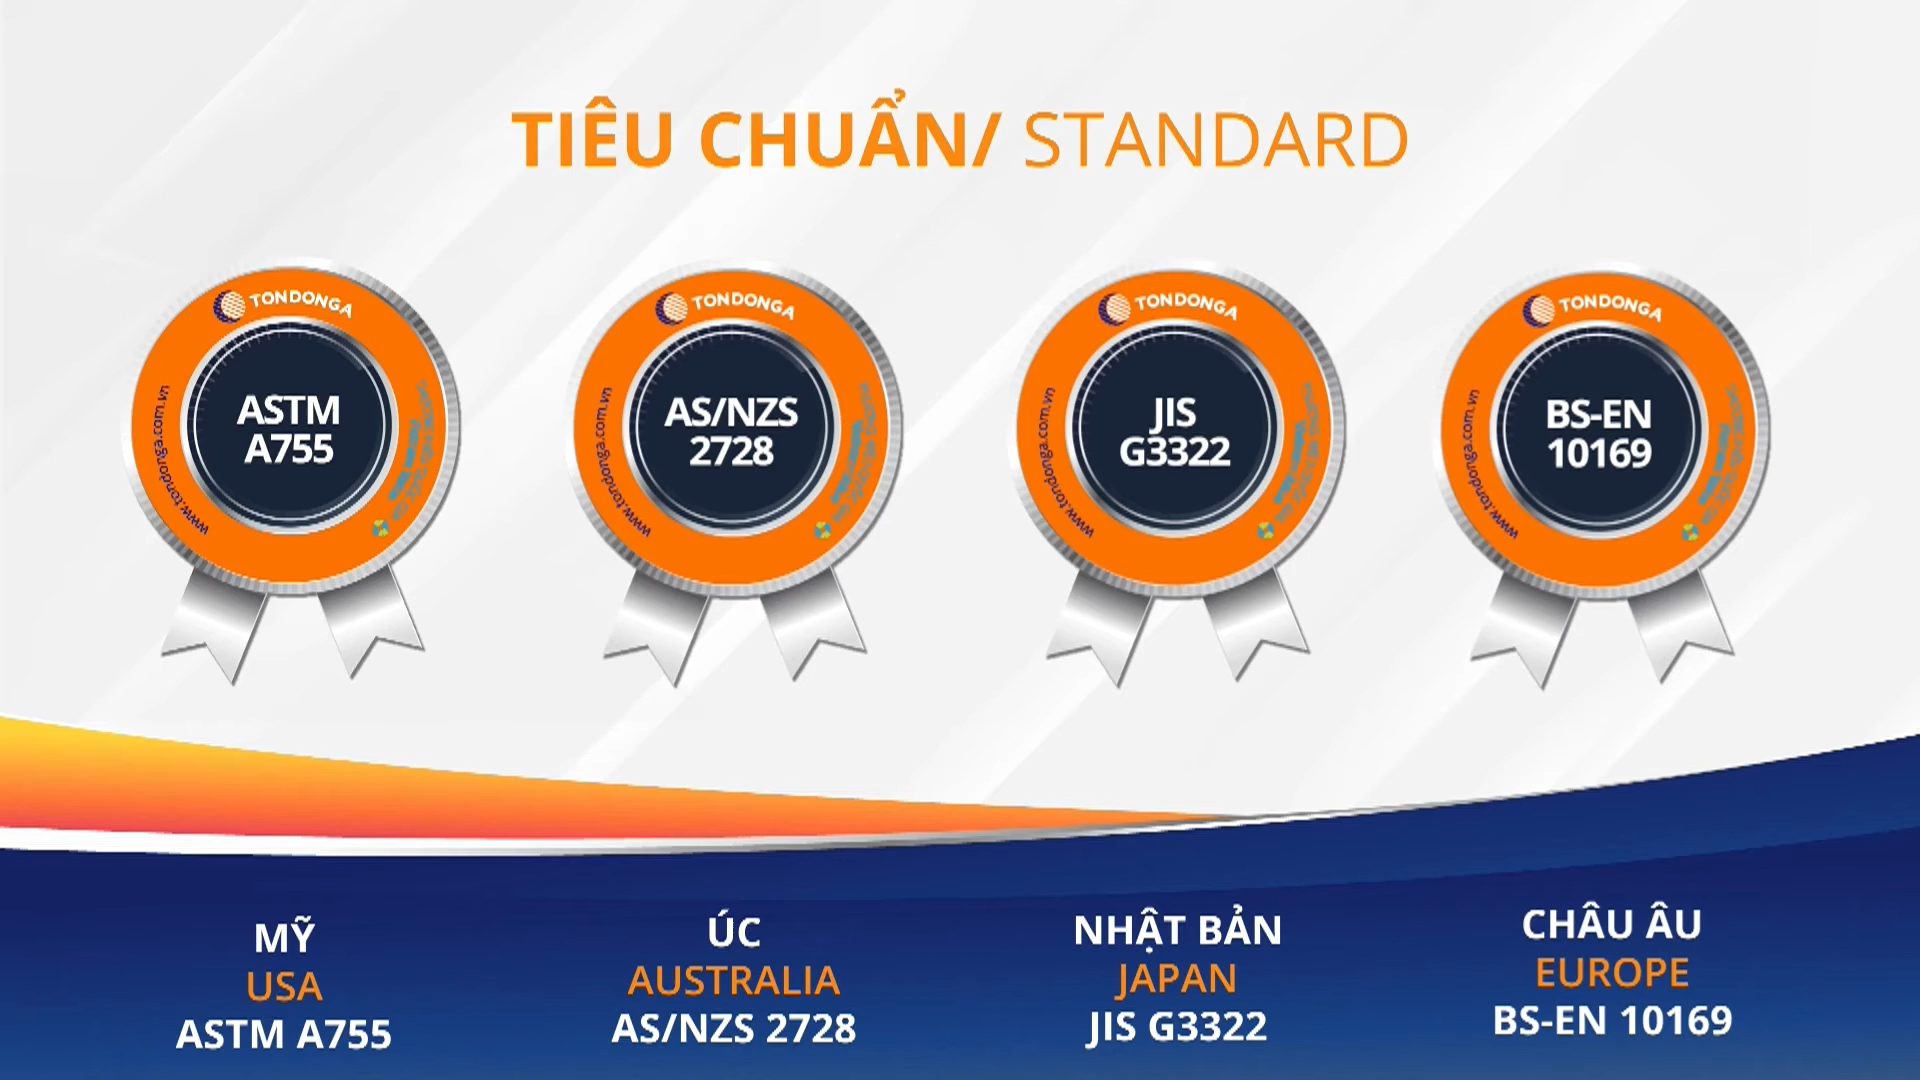 TIÊU CHUẨN/ STANDARD
TONDONGA
ASTM
A755
www.tondonga.com.vn
TONDONGA
AS/NZS
2728
www.tondonga.com.vn
TONDONGA
JIS
G3322
www.tondonga.com.vn
TONDONGA
BS-EN
10169
www.tondonga.com.vn
MỸ
USA
ASTM A755
ÚC
AUSTRALIA
AS/NZS 2728
NHẬT BẢN
JAPAN
JIS G3322
CHÂU ÂU
EUROPE
BS-EN 10169